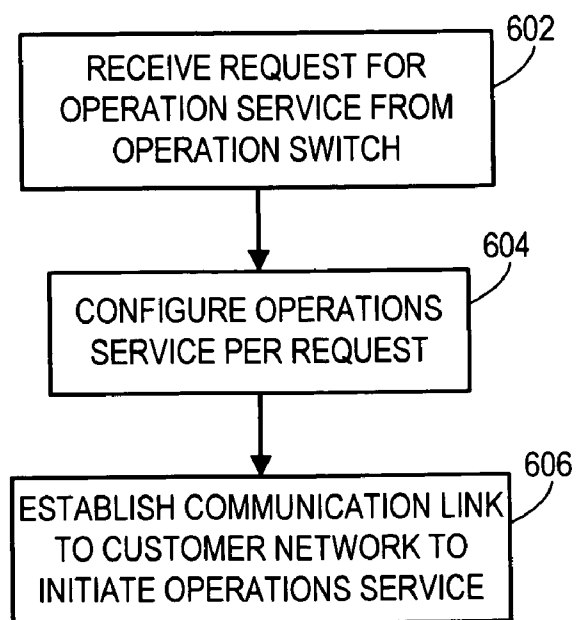 602
RECEIVE REQUEST FOR
OPERATION SERVICE FROM
OPERATION SWITCH
604
CONFIGURE OPERATIONS
SERVICE PER REQUEST
606
ESTABLISH COMMUNICATION LINK
TO CUSTOMER NETWORK TO
INITIATE OPERATIONS SERVICE